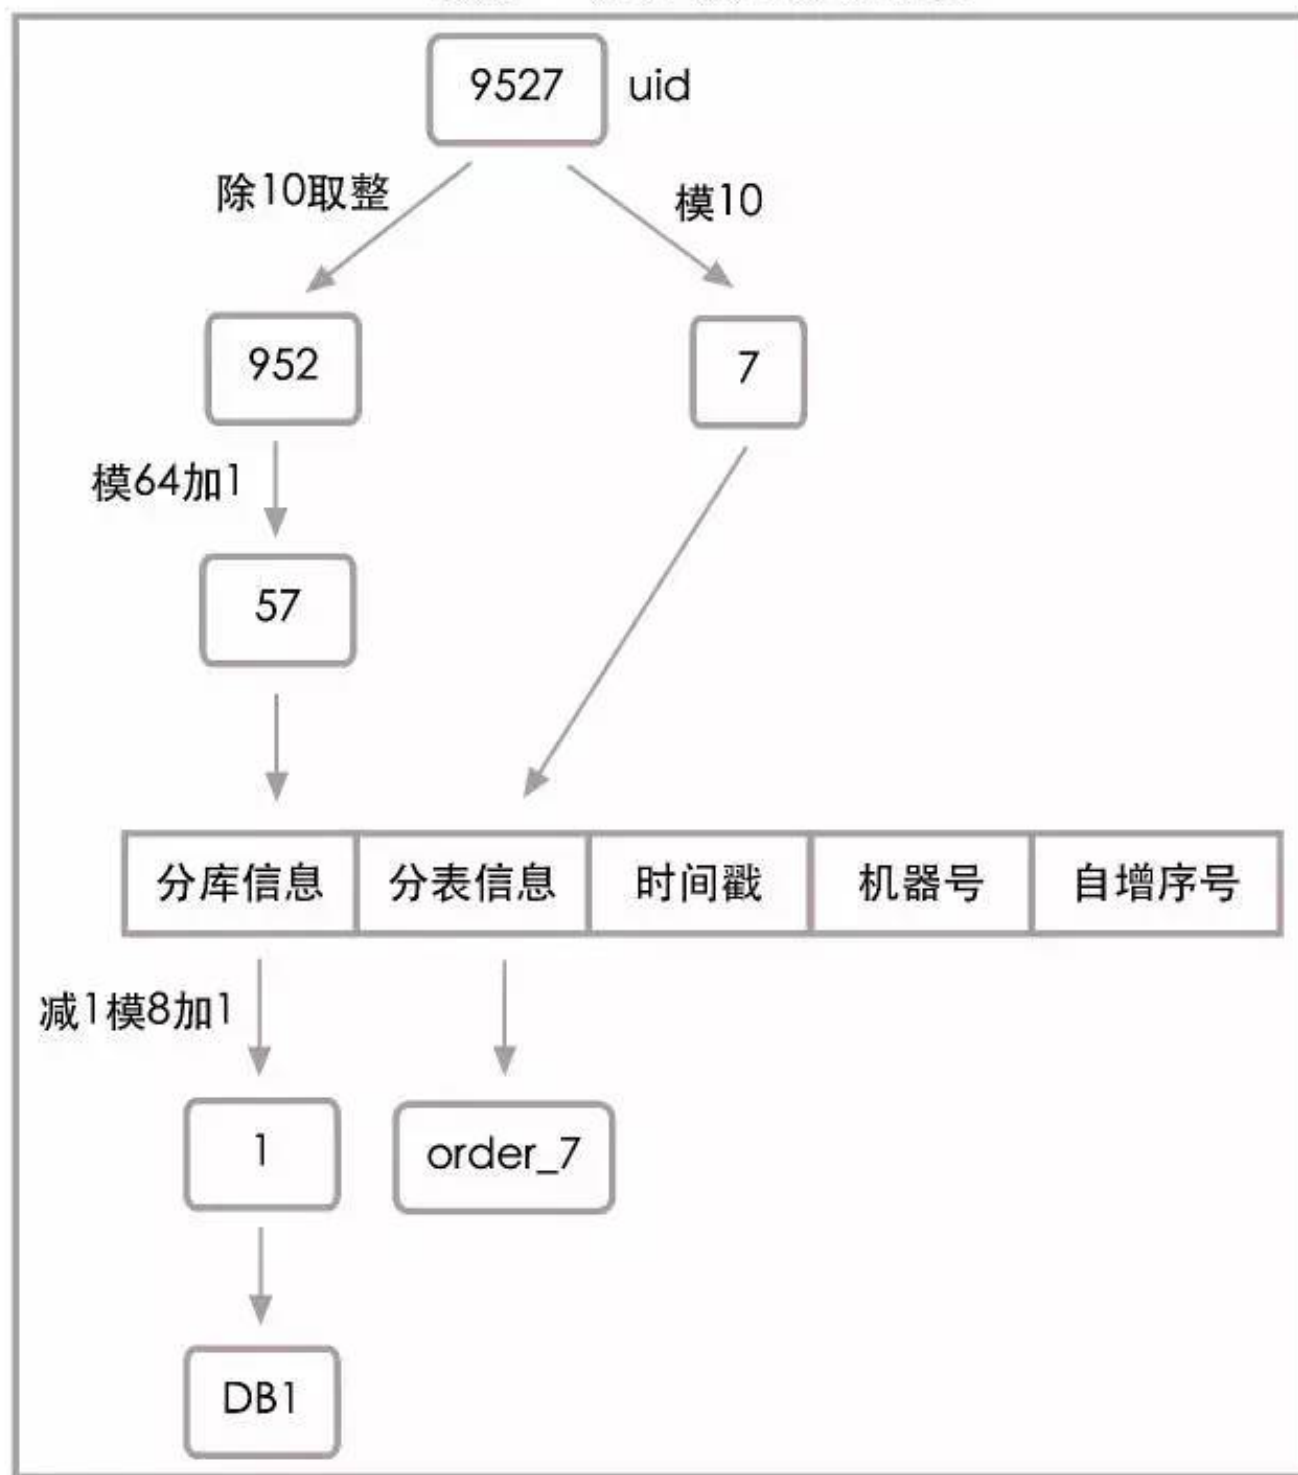 9527 uid
除10取整
模10
952
7
模64加1
57
分库信息 分表信息 时间戳 机器号 自增序号
减1模8加1
1
order_7
DB1